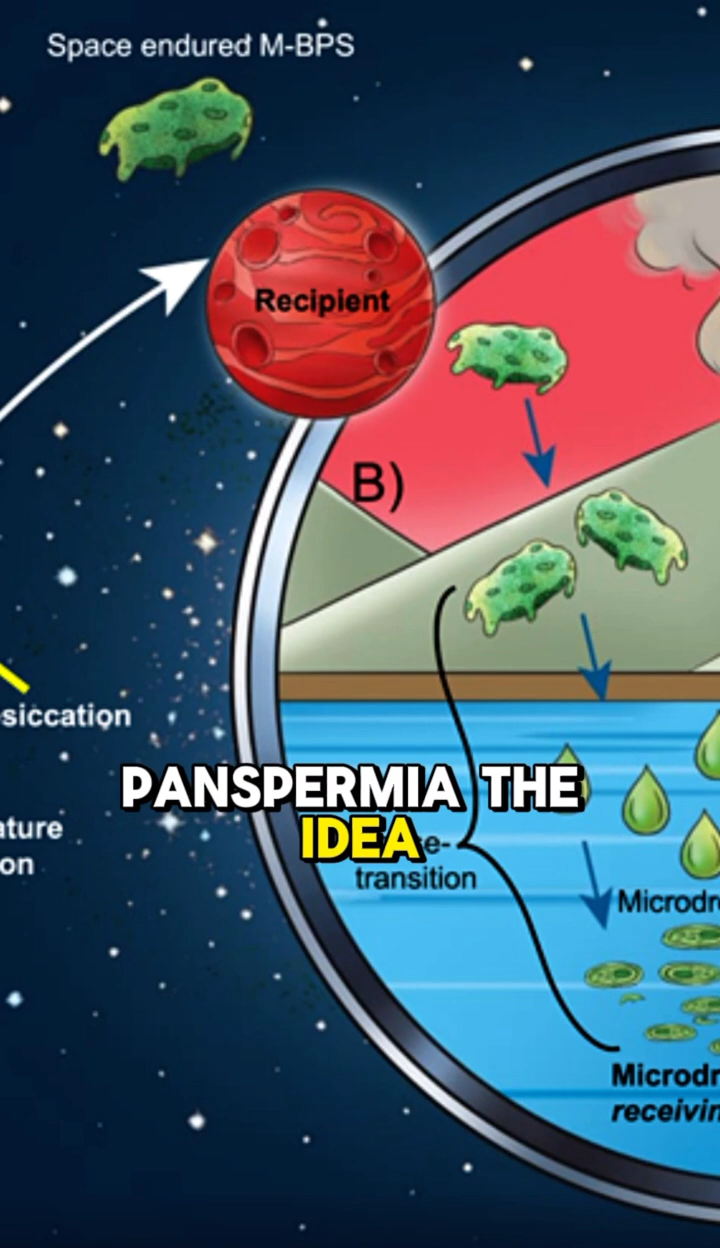 Space endured M-BPS
Recipient
B)
siccation
PANSPERMIA THE
IDEA
ature
on
e-
transition
Microdr
Microdr
receivin